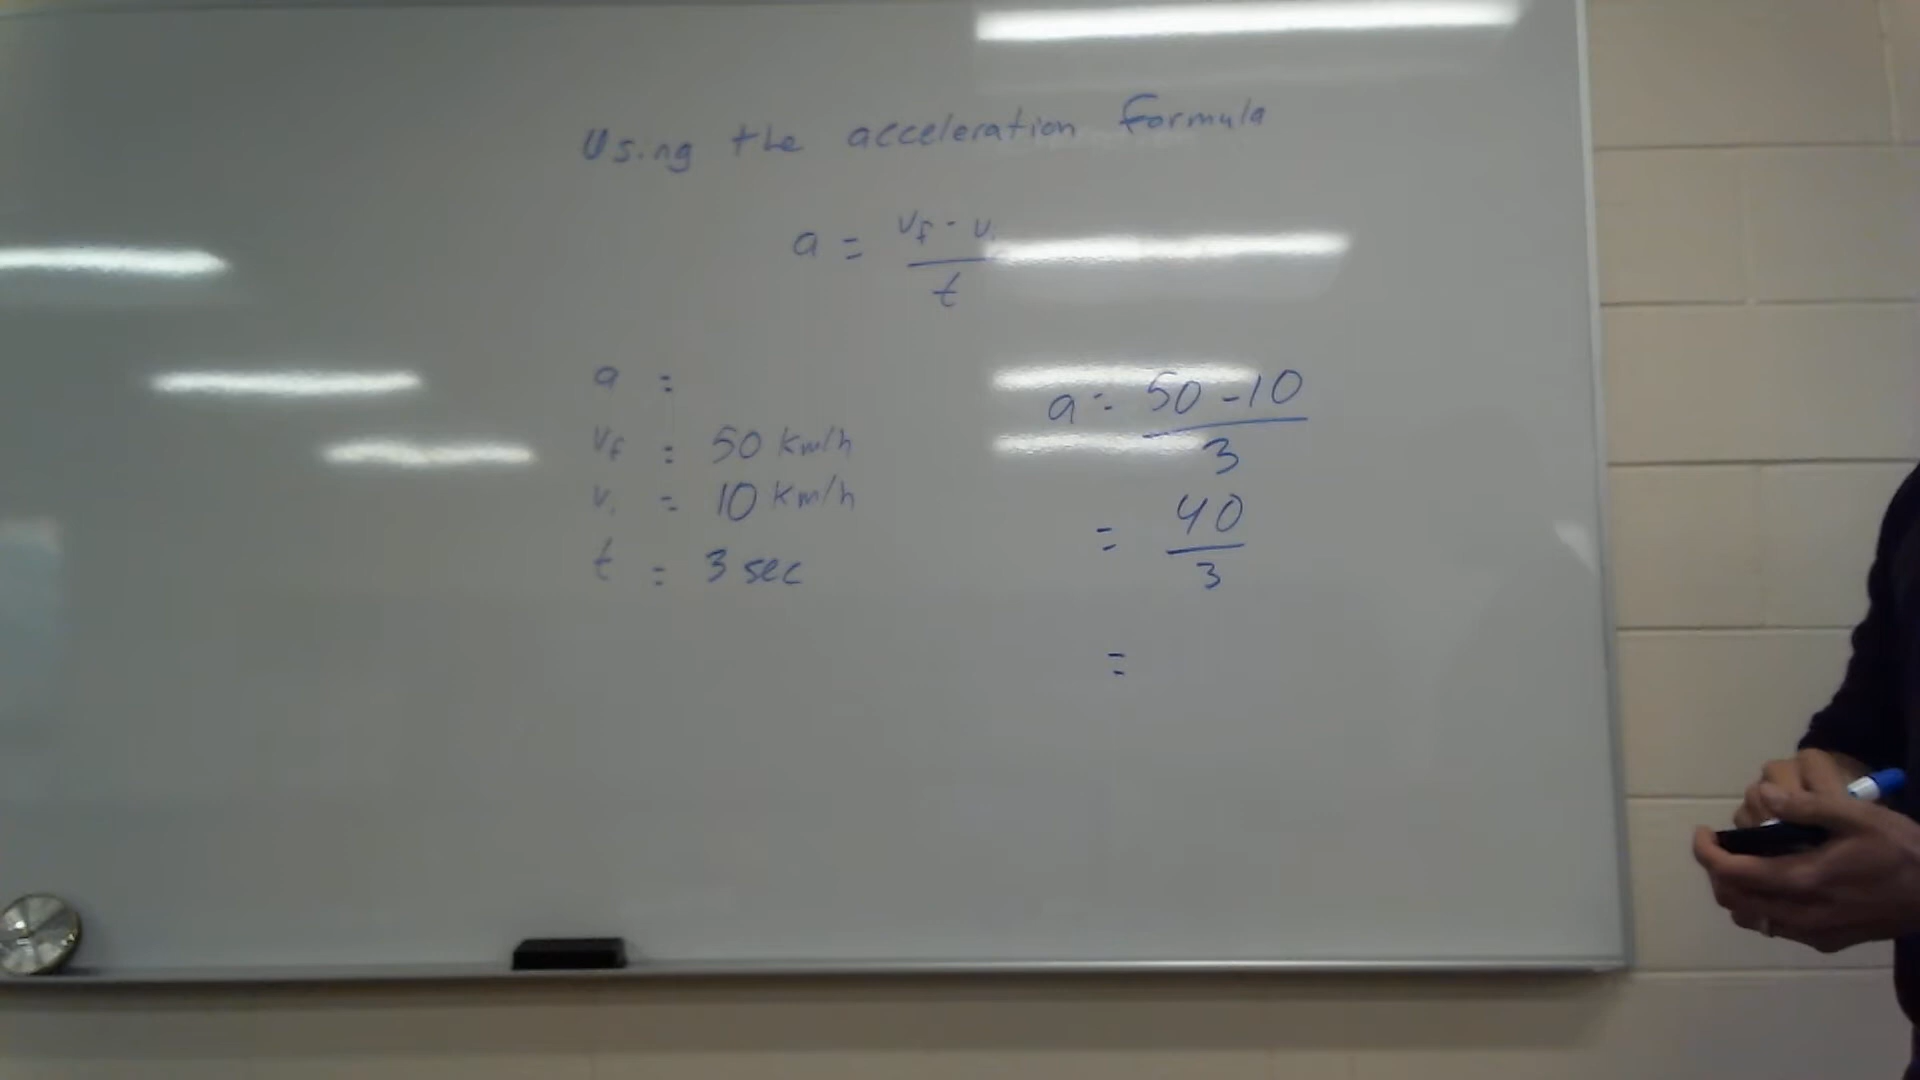 Using the acceleration formula
a = vf - vi
t
a =
vf = 50 km/h
vi = 10 km/h
t = 3 sec
a = 50 - 10
3
= 40
3
=